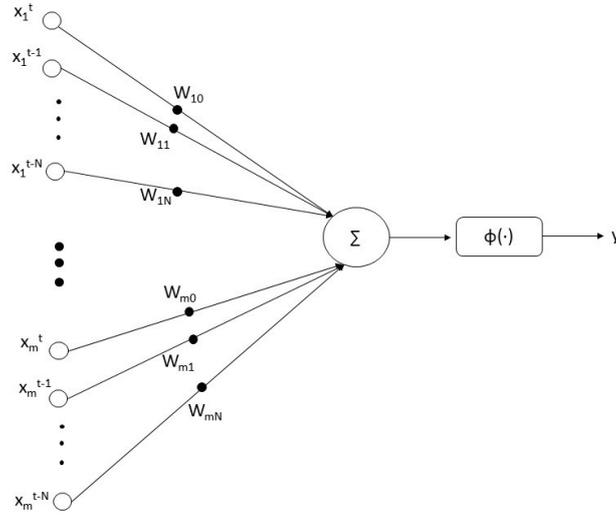 x₁ᵗ
x₁ᵗ⁻¹
W₁₀
W₁₁
x₁ᵗ⁻ᴺ
W₁N
Σ
ϕ(·)
y
Wm₀
xₘᵗ
Wm₁
xₘᵗ⁻¹
WmN
xₘᵗ⁻ᴺ